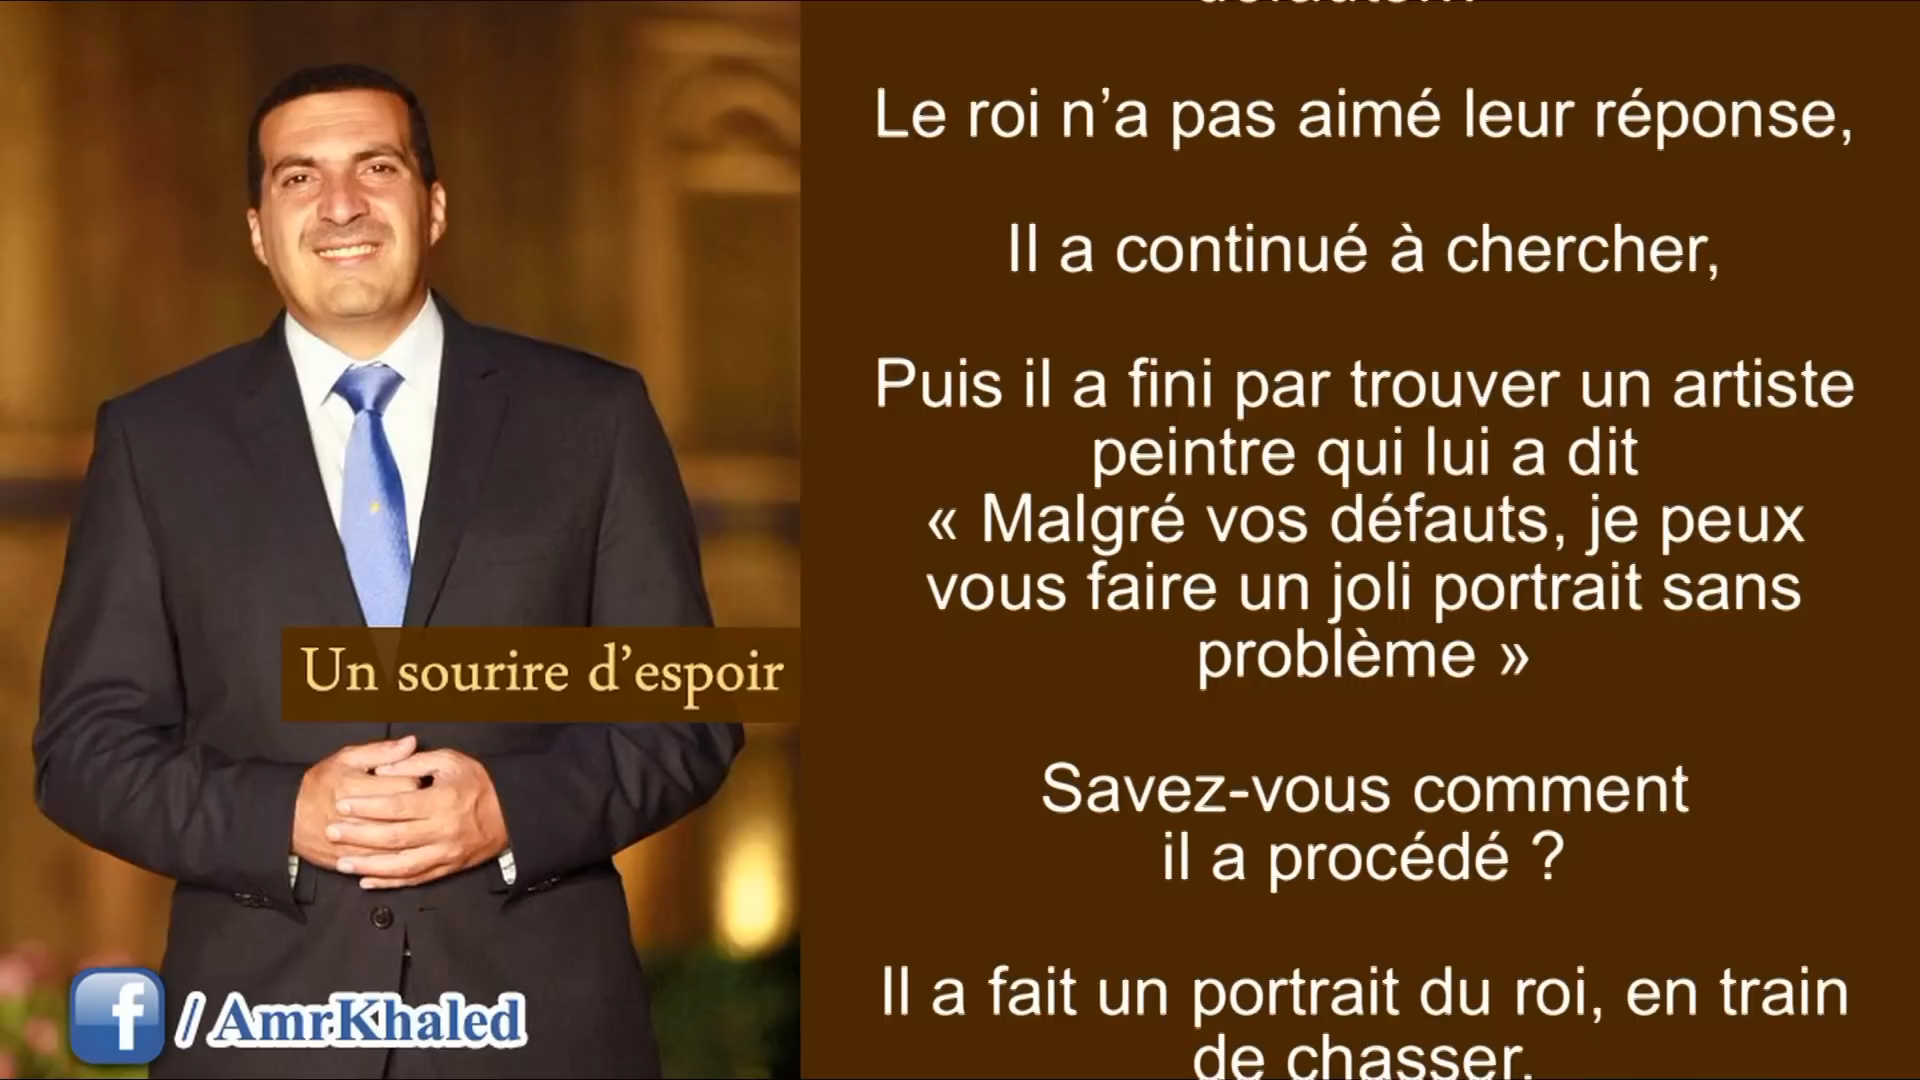 Le roi n’a pas aimé leur réponse,
Il a continué à chercher,
Puis il a fini par trouver un artiste
peintre qui lui a dit
« Malgré vos défauts, je peux
vous faire un joli portrait sans
problème »
Savez-vous comment
il a procédé ?
Il a fait un portrait du roi, en train
de chasser.
Un sourire d’espoir
f / AmrKhaled